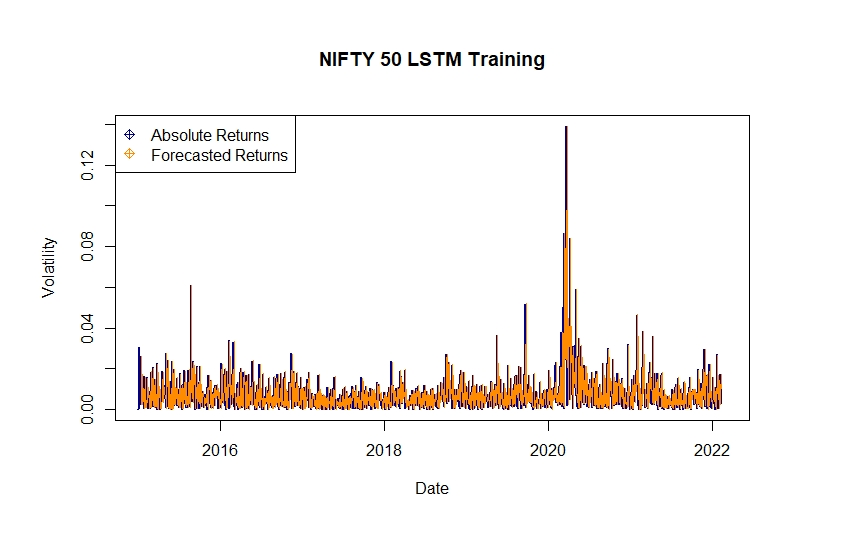 NIFTY 50 LSTM Training
Absolute Returns
Forecasted Returns
0.12
0.08
0.04
0.00
Volatility
2016
2018
2020
2022
Date